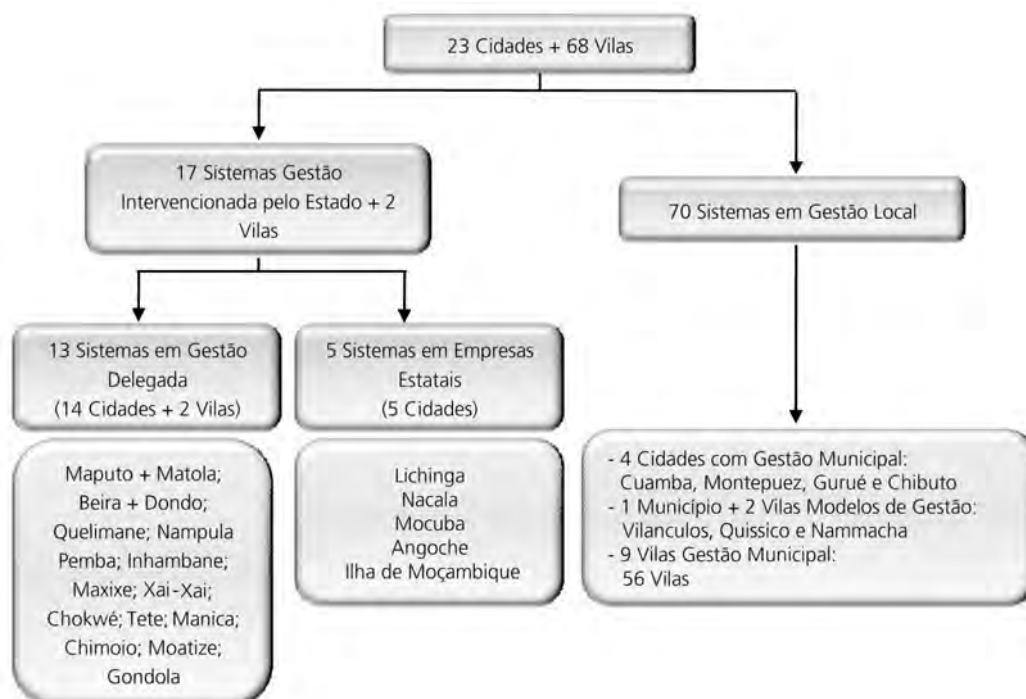 23 Cidades + 68 Vilas
17 Sistemas Gestão
Intervencionada pelo Estado + 2
Vilas
70 Sistemas em Gestão Local
13 Sistemas em Gestão
Delegada
(14 Cidades + 2 Vilas)
5 Sistemas em Empresas
Estatais
(5 Cidades)
Maputo + Matola;
Beira + Dondo;
Quelimane; Nampula
Pemba; Inhambane;
Maxixe; Xai-Xai;
Chokwé; Tete; Manica;
Chimoio; Moatize;
Gondola
Lichinga
Nacala
Mocuba
Angoche
Ilha de Moçambique
- 4 Cidades com Gestão Municipal:
Cuamba, Montepuez, Gurué e Chibuto
- 1 Município + 2 Vilas Modelos de Gestão:
Vilanculos, Quissico e Nammacha
- 9 Vilas Gestão Municipal:
56 Vilas